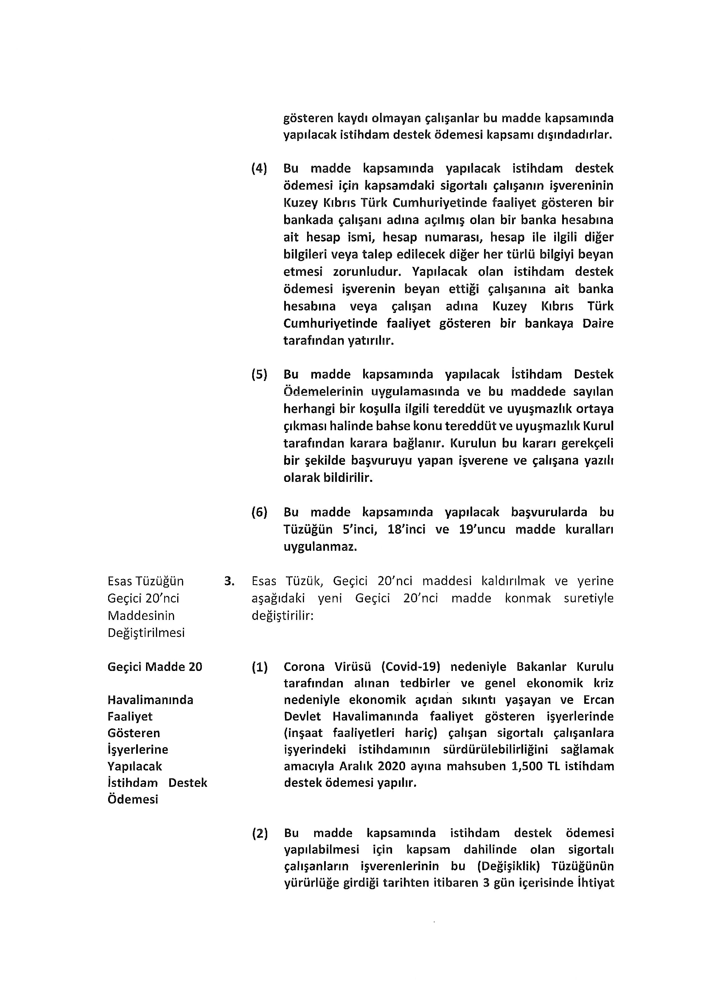 gösteren kaydı olmayan çalışanlar bu madde kapsamında
yapılacak istihdam destek ödemesi kapsamı dışındadırlar.
(4) Bu madde kapsamında yapılacak istihdam destek
ödemesi için kapsamdaki sigortalı çalışanın işvereninin
Kuzey Kıbrıs Türk Cumhuriyetinde faaliyet gösteren bir
bankada çalışanı adına açılmış olan bir banka hesabına
ait hesap ismi, hesap numarası, hesap ile ilgili diğer
bilgileri veya talep edilecek diğer her türlü bilgiyi beyan
etmesi zorunludur. Yapılacak olan istihdam destek
ödemesi işverenin beyan ettiği çalışanına ait banka
hesabına veya çalışan adına Kuzey Kıbrıs Türk
Cumhuriyetinde faaliyet gösteren bir bankaya Daire
tarafından yatırılır.
(5) Bu madde kapsamında yapılacak İstihdam Destek
Ödemelerinin uygulamasında ve bu maddede sayılan
herhangi bir koşulla ilgili tereddüt ve uyuşmazlık ortaya
çıkması halinde bahse konu tereddüt ve uyuşmazlık Kurul
tarafından karara bağlanır. Kurulun bu kararı gerekçeli
bir şekilde başvuruyu yapan işverene ve çalışana yazılı
olarak bildirilir.
(6) Bu madde kapsamında yapılacak başvurularda bu
Tüzüğün 5'inci, 18'inci ve 19'uncu madde kuralları
uygulanmaz.
Esas Tüzüğün
Geçici 20'nci
Maddesinin
Değiştirilmesi
3. Esas Tüzük, Geçici 20'nci maddesi kaldırılmak ve yerine
aşağıdaki yeni Geçici 20'nci madde konmak suretiyle
değiştirilir:
Geçici Madde 20
Havalimanında
Faaliyet
Gösteren
İşyerlerine
Yapılacak
İstihdam Destek
Ödemesi
(1) Corona Virüsü (Covid-19) nedeniyle Bakanlar Kurulu
tarafından alınan tedbirler ve genel ekonomik kriz
nedeniyle ekonomik açıdan sıkıntı yaşayan ve Ercan
Devlet Havalimanında faaliyet gösteren işyerlerinde
(inşaat faaliyetleri hariç) çalışan sigortalı çalışanlara
işyerindeki istihdamının sürdürülebilirliğini sağlamak
amacıyla Aralık 2020 ayına mahsuben 1,500 TL istihdam
destek ödemesi yapılır.
(2) Bu madde kapsamında istihdam destek ödemesi
yapılabilmesi için kapsam dahilinde olan sigortalı
çalışanların işverenlerinin bu (Değişiklik) Tüzüğünün
yürürlüğe girdiği tarihten itibaren 3 gün içerisinde İhtiyat